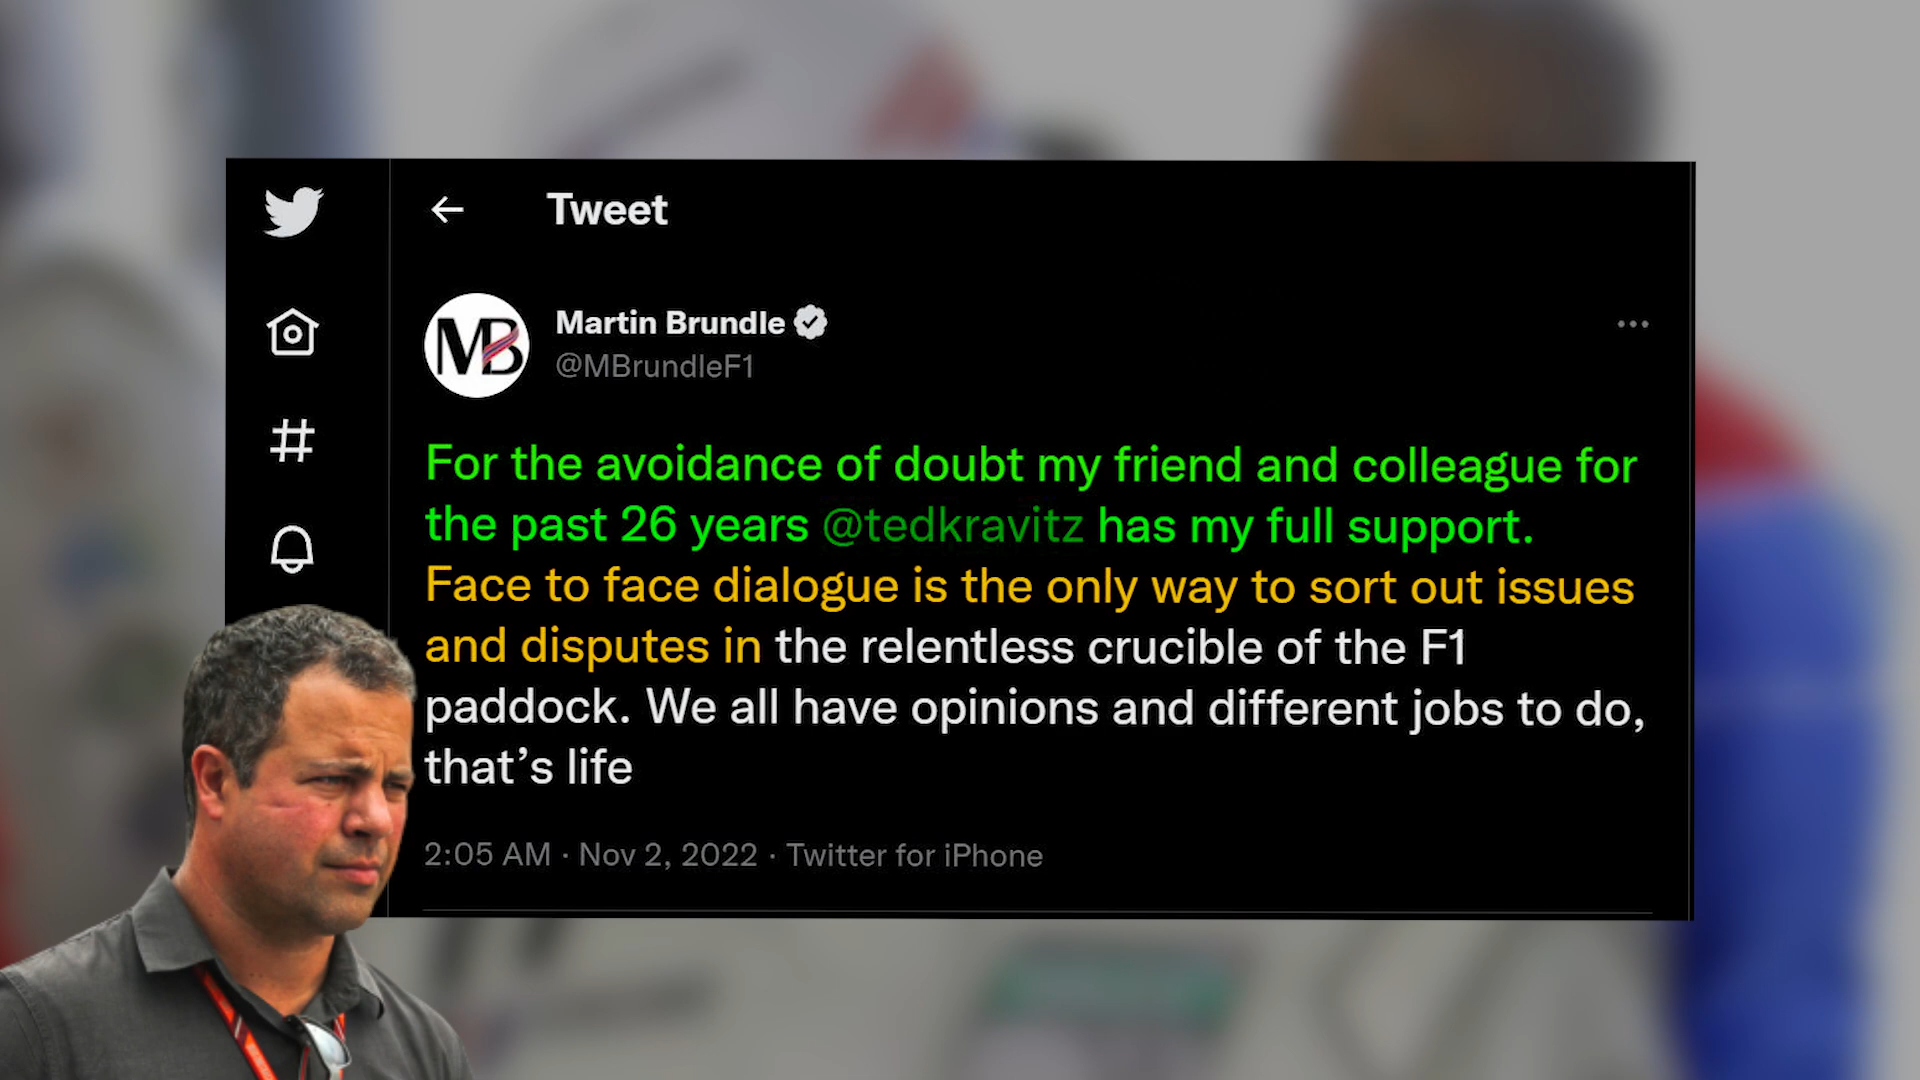 Tweet
MB
Martin Brundle
@MBrundleF1
For the avoidance of doubt my friend and colleague for
the past 26 years @tedkravitz has my full support.
Face to face dialogue is the only way to sort out issues
and disputes in the relentless crucible of the F1
paddock. We all have opinions and different jobs to do,
that’s life
2:05 AM · Nov 2, 2022 · Twitter for iPhone